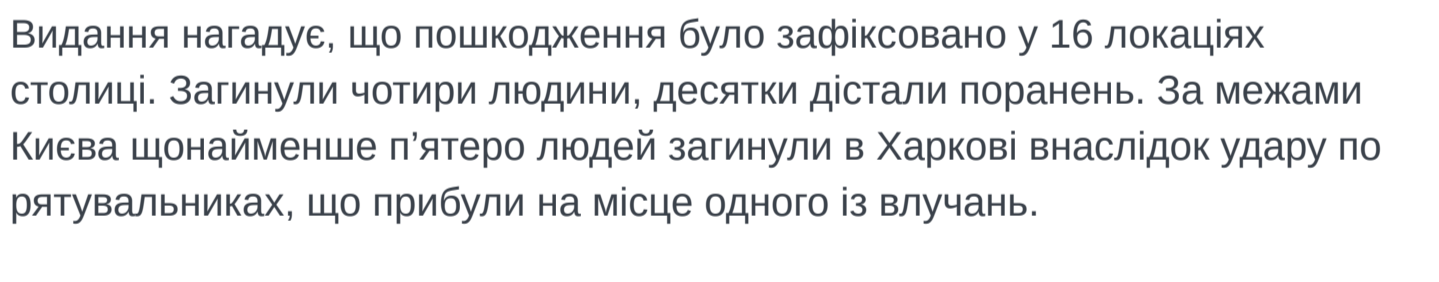 Видання нагадує, що пошкодження було зафіксовано у 16 локаціях
столиці. Загинули чотири людини, десятки дістали поранень. За межами
Києва щонайменше п’ятеро людей загинули в Харкові внаслідок удару по
рятувальниках, що прибули на місце одного із влучань.